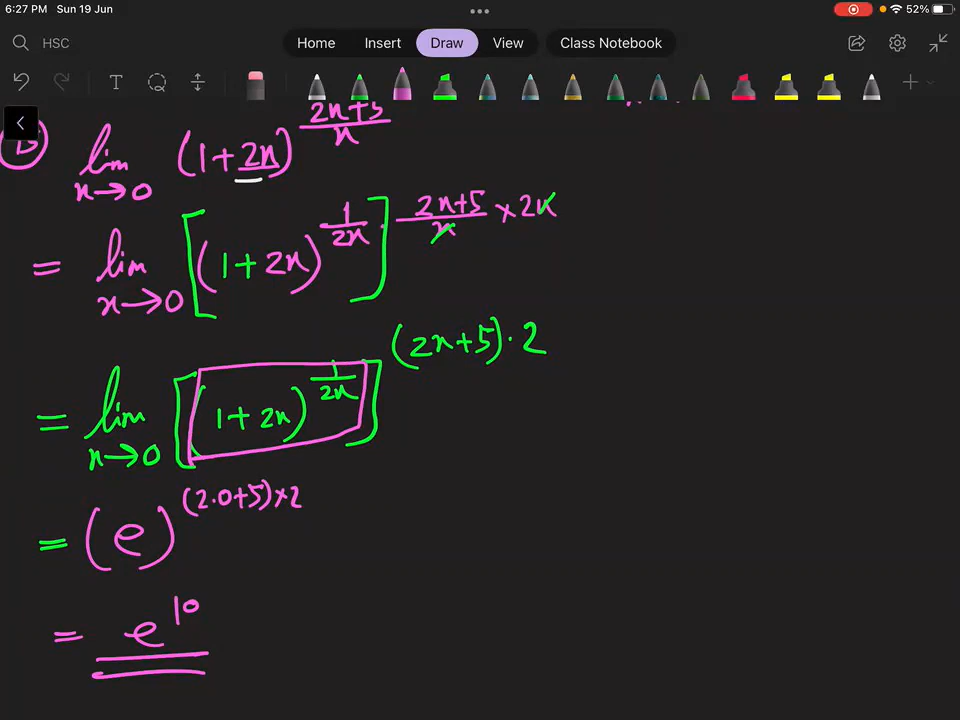 6:27 PM Sun 19 Jun 52%
HSC Home Insert Draw View Class Notebook
T
lim x→0 (1+2x)^((2x+5)/x)
= lim x→0 [(1+2x)^(1/2x)]^((2x+5)/x × 2x)
= lim x→0 [(1+2x)^(1/2x)]^((2x+5)·2)
= (e)^((2·0+5)×2)
= e^10